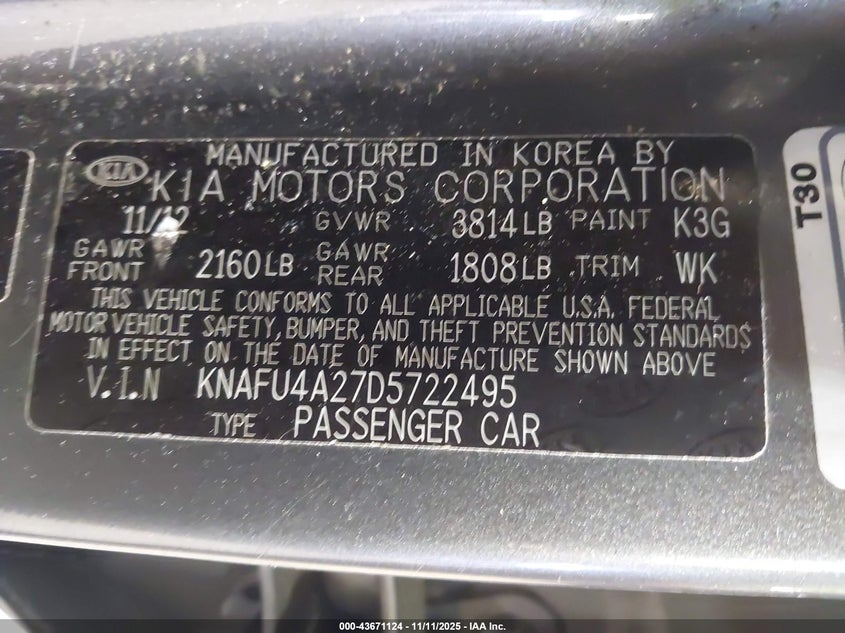 MANUFACTURED IN KOREA BY
KIA KIA MOTORS CORPORATION
11/12 GVWR 3814LB PAINT K3G
GAWR FRONT 2160LB GAWR REAR 1808LB TRIM WK
THIS VEHICLE CONFORMS TO ALL APPLICABLE U.S.A. FEDERAL
MOTOR VEHICLE SAFETY, BUMPER, AND THEFT PREVENTION STANDARDS
IN EFFECT ON THE DATE OF MANUFACTURE SHOWN ABOVE
V.I.N KNAFU4A27D5722495
TYPE PASSENGER CAR
T30
000-43671124 - 11/11/2025 - IAA Inc.